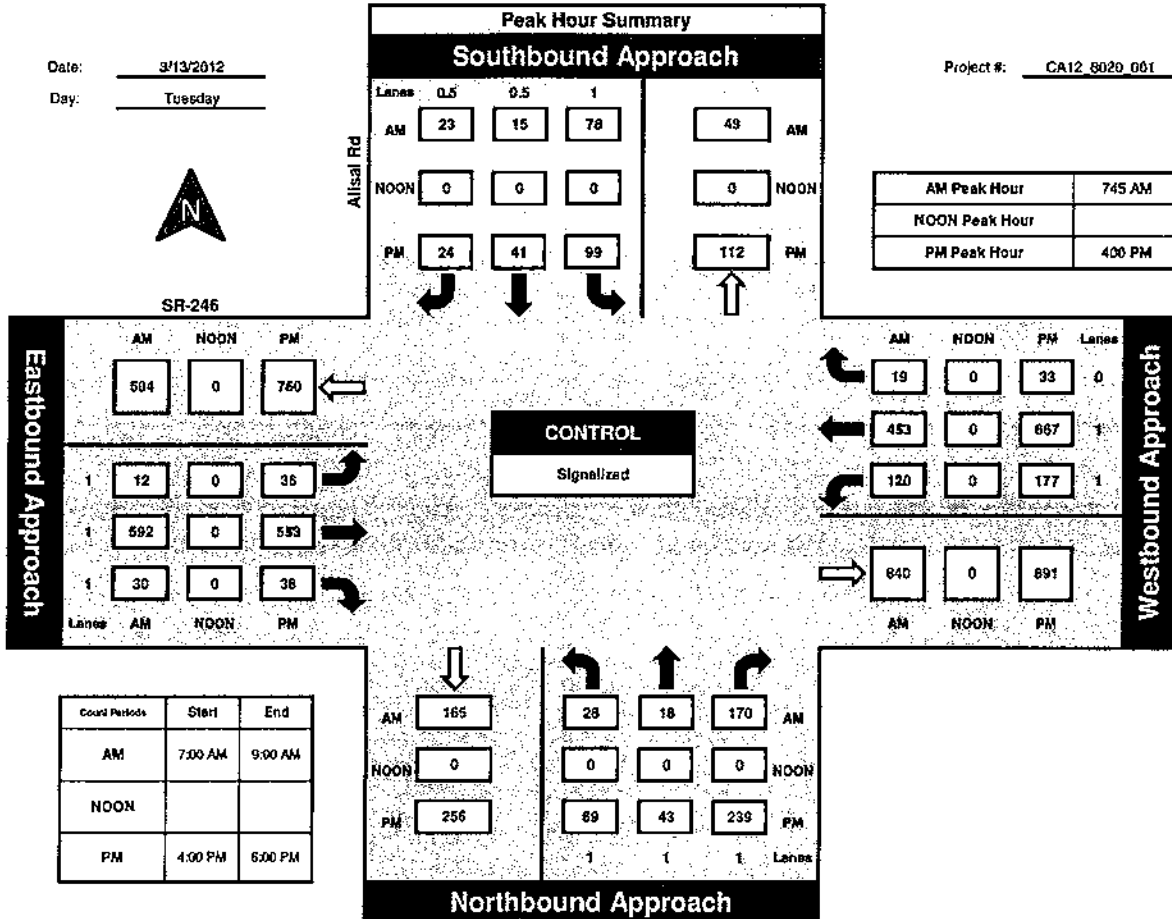 Peak Hour Summary
Southbound Approach
Date: 3/13/2012
Day: Tuesday
Project #: CA12_8020_001
Lanes 0.5 0.5 1
AM 23 15 78 49 AM
Alisal Rd
NOON 0 0 0 0 NOON
PM 24 41 99 112 PM
N
AM Peak Hour 745 AM
NOON Peak Hour
PM Peak Hour 400 PM
SR-246
Eastbound Approach
AM NOON PM
504 0 760
1 12 0 36
1 592 0 553
1 30 0 38
Lanes AM NOON PM
CONTROL
Signalized
AM NOON PM Lanes
19 0 33 0
453 0 667 1
120 0 177 1
840 0 891
AM NOON PM
Westbound Approach
Count Periods Start End
AM 7:00 AM 9:00 AM
NOON
PM 4:00 PM 6:00 PM
AM 165 28 18 170 AM
NOON 0 0 0 0 NOON
PM 256 69 43 239 PM
1 1 1 Lanes
Northbound Approach